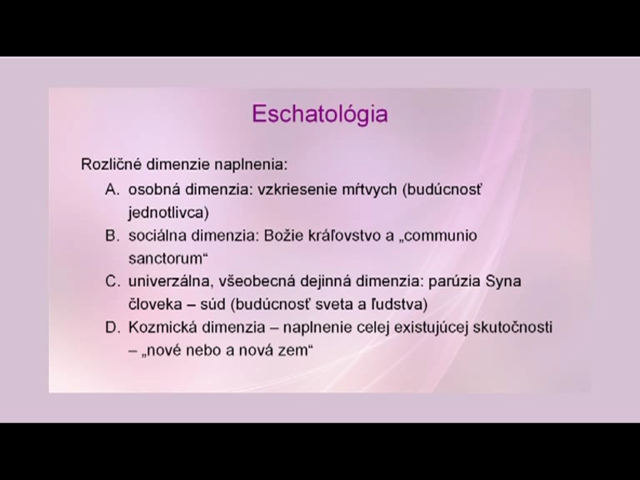 Eschatológia
Rozličné dimenzie naplnenia:
A. osobná dimenzia: vzkriesenie mŕtvych (budúcnosť
jednotlivca)
B. sociálna dimenzia: Božie kráľovstvo a „communio
sanctorum“
C. univerzálna, všeobecná dejinná dimenzia: parúzia Syna
človeka – súd (budúcnosť sveta a ľudstva)
D. Kozmická dimenzia – naplnenie celej existujúcej skutočnosti
– „nové nebo a nová zem“